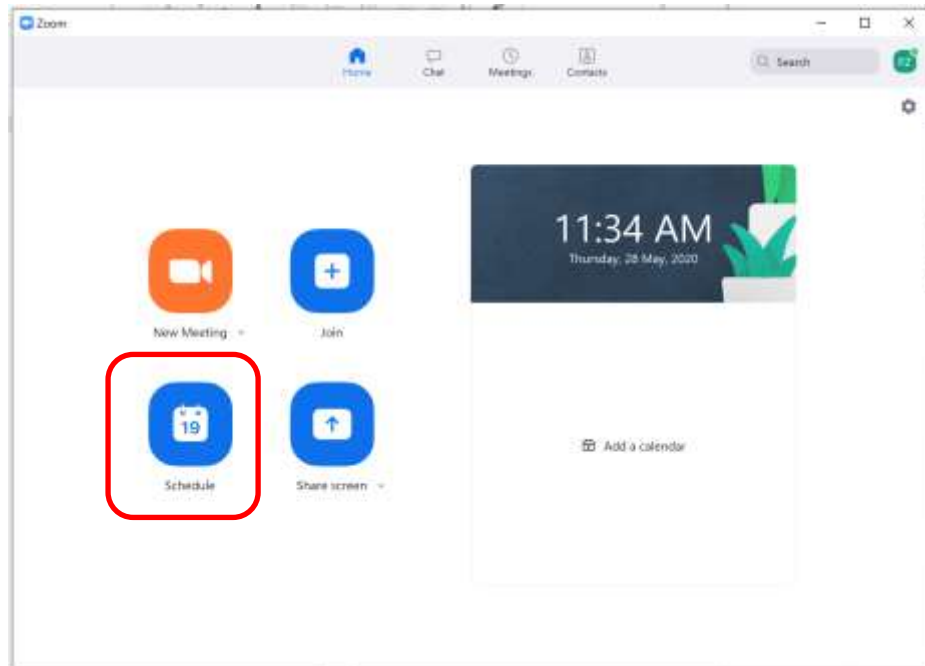 Zoom
Home
Chat
Meetings
Contacts
Search
11:34 AM
Thursday, 28 May, 2020
New Meeting
Join
19
Schedule
Share screen
Add a calendar